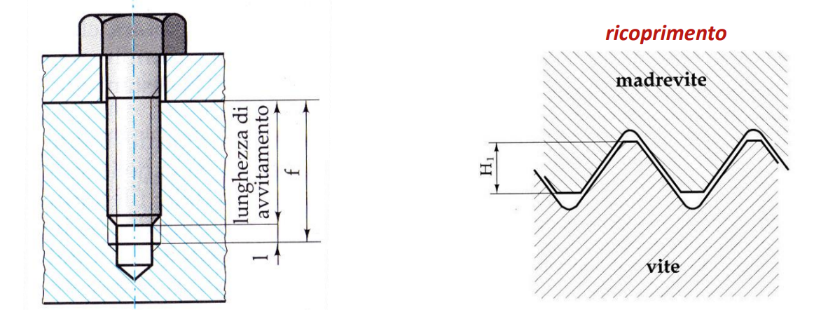 lunghezza di
avvitamento
f
l
ricoprimento
madrevite
H1
vite